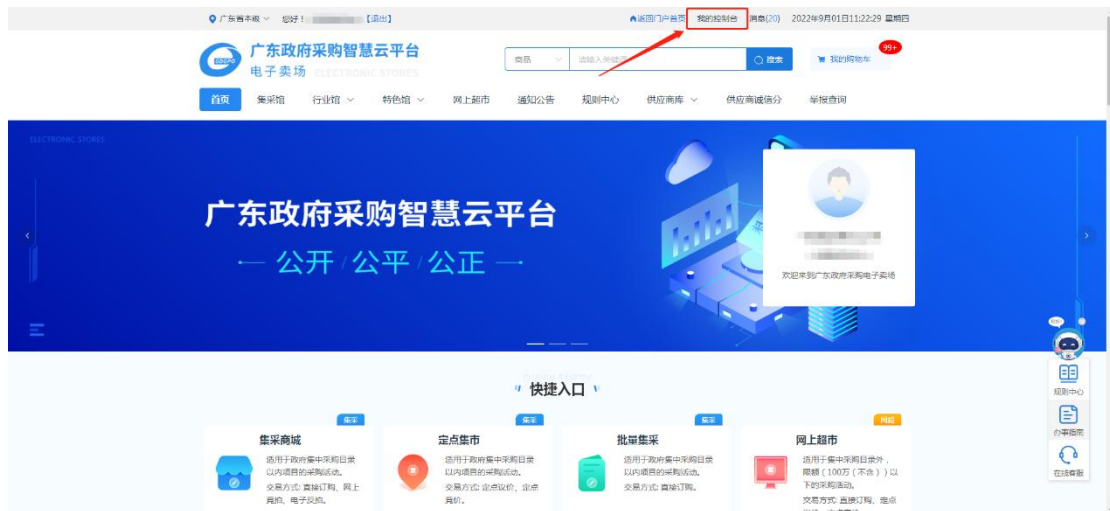 广东省本级 您好! 【退出】 返回门户首页 我的控制台 消息(20) 2022年9月01日11:22:29 星期四
GDGPO 广东政府采购智慧云平台
电子卖场 ELECTRONIC STORES
商品 请输入关键 搜索 我的购物车 99+
首页 集采馆 行业馆 特色馆 网上超市 通知公告 规则中心 供应商库 供应商诚信分 举报查询
ELECTRONIC STORES
广东政府采购智慧云平台
公开 / 公平 / 公正
欢迎来到广东政府采购电子卖场
规则中心
办事指南
在线客服
快捷入口
集采 集采 集采 网超
集采商城 定点集市 批量集采 网上超市
适用于政府集中采购目录 适用于政府集中采购目录 适用于政府集中采购目录 适用于集中采购目录外,
以内项目的采购活动。 以内项目的采购活动。 以内项目的采购活动。 限额(100万(不含))以
交易方式: 直接订购、网上 交易方式: 定点议价、定点 交易方式: 直接订购。 下的采购活动。
竞拍、电子反拍。 竞价。 交易方式: 直接订购、定点